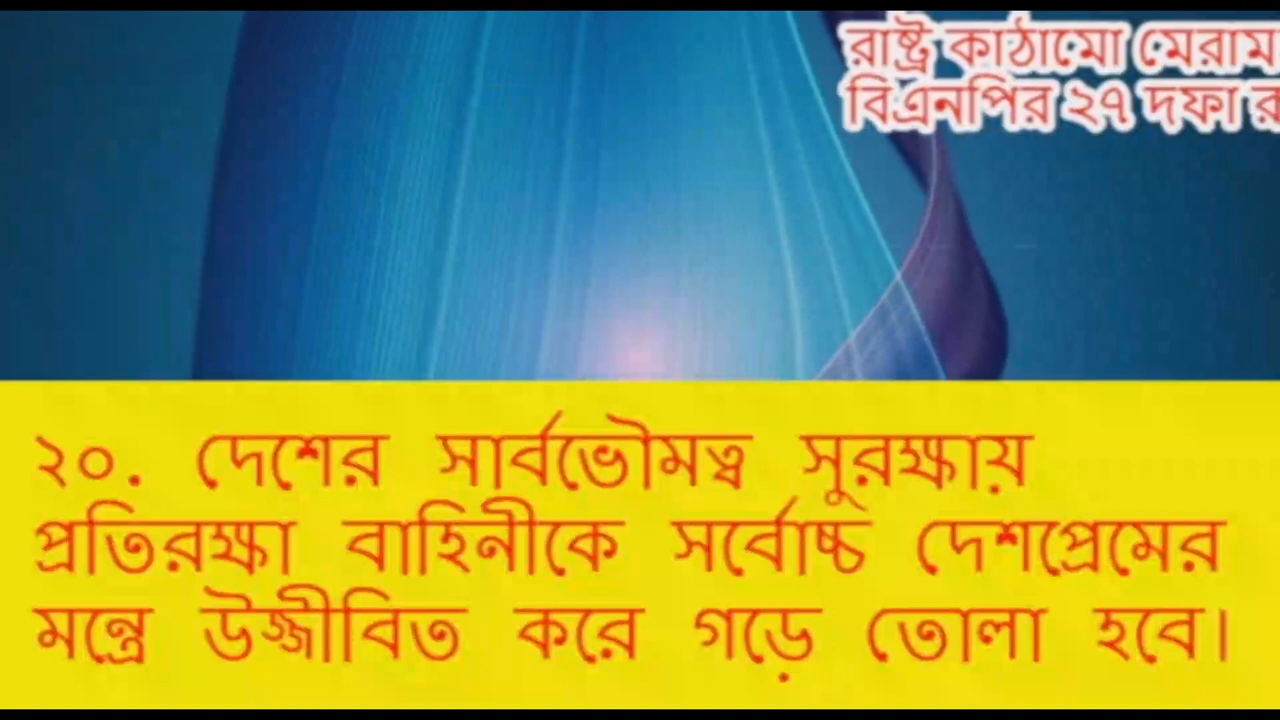 রাষ্ট্র কাঠামো মেরাম
বিএনপির ২৭ দফা র
২০. দেশের সার্বভৌমত্ব সুরক্ষায়
প্রতিরক্ষা বাহিনীকে সর্বোচ্চ দেশপ্রেমের
মন্ত্রে উজ্জীবিত করে গড়ে তোলা হবে।